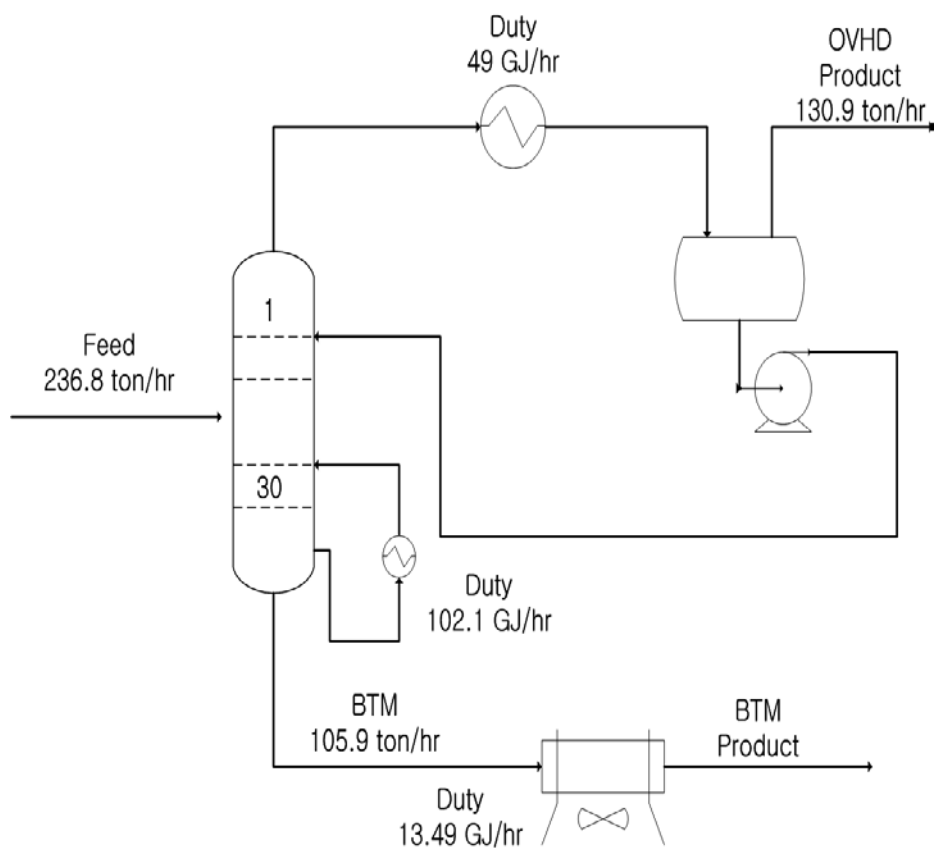 Duty
49 GJ/hr
OVHD
Product
130.9 ton/hr
1
Feed
236.8 ton/hr
30
Duty
102.1 GJ/hr
BTM
105.9 ton/hr
BTM
Product
Duty
13.49 GJ/hr